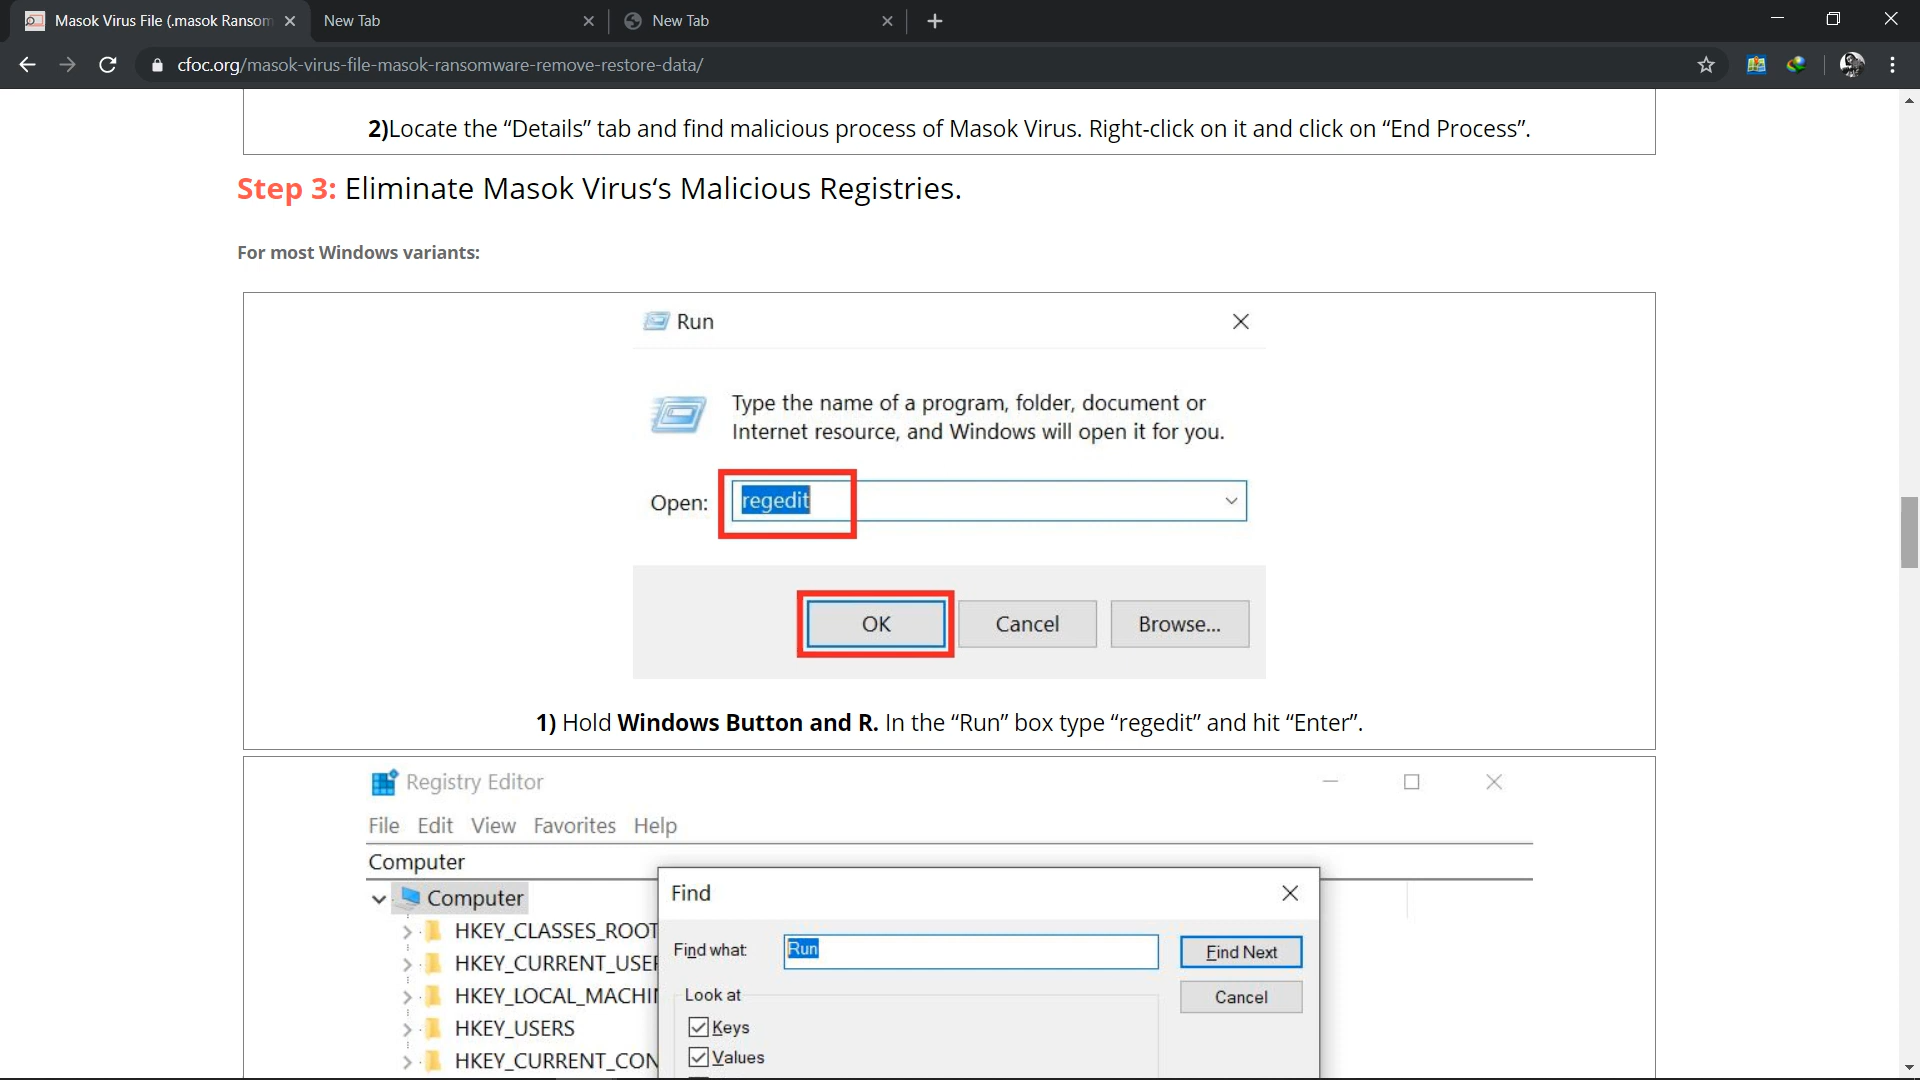 Masok Virus File (.masok Ransom
New Tab
New Tab
cfoc.org/masok-virus-file-masok-ransomware-remove-restore-data/
2)Locate the “Details” tab and find malicious process of Masok Virus. Right-click on it and click on “End Process”.
Step 3: Eliminate Masok Virus‘s Malicious Registries.
For most Windows variants:
Run
Type the name of a program, folder, document or
Internet resource, and Windows will open it for you.
Open: regedit
OK Cancel Browse...
1) Hold Windows Button and R. In the “Run” box type “regedit” and hit “Enter”.
Registry Editor
File Edit View Favorites Help
Computer
Computer
HKEY_CLASSES_ROOT
HKEY_CURRENT_USER
HKEY_LOCAL_MACHIN
HKEY_USERS
HKEY_CURRENT_CON
Find
Find what: Run
Find Next
Look at
Cancel
Keys
Values